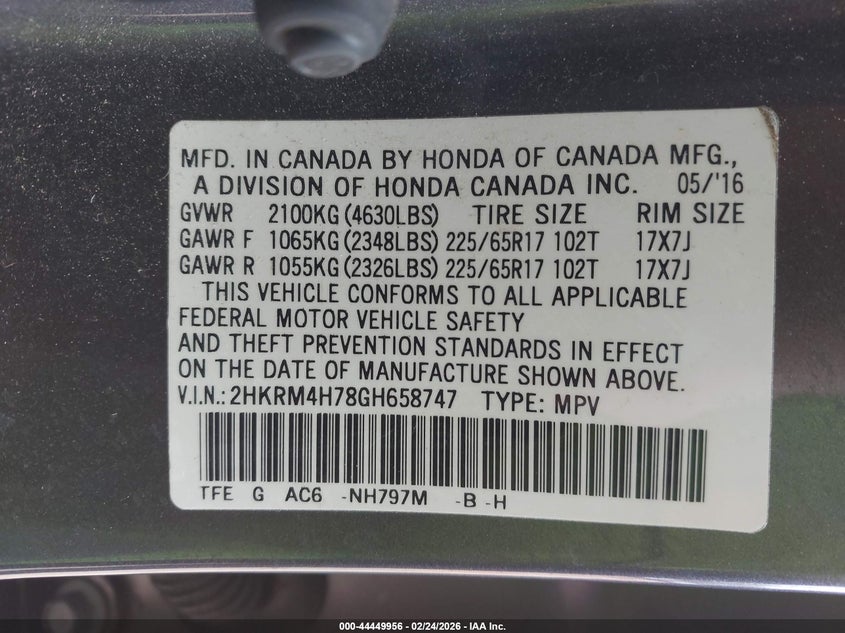 MFD. IN CANADA BY HONDA OF CANADA MFG.,
A DIVISION OF HONDA CANADA INC. 05/'16
GVWR 2100KG (4630LBS) TIRE SIZE RIM SIZE
GAWR F 1065KG (2348LBS) 225/65R17 102T 17X7J
GAWR R 1055KG (2326LBS) 225/65R17 102T 17X7J
THIS VEHICLE CONFORMS TO ALL APPLICABLE
FEDERAL MOTOR VEHICLE SAFETY
AND THEFT PREVENTION STANDARDS IN EFFECT
ON THE DATE OF MANUFACTURE SHOWN ABOVE.
V.I.N.: 2HKRM4H78GH658747 TYPE: MPV
TFE G AC6 -NH797M -B -H
000-44449956 - 02/24/2026 - IAA Inc.